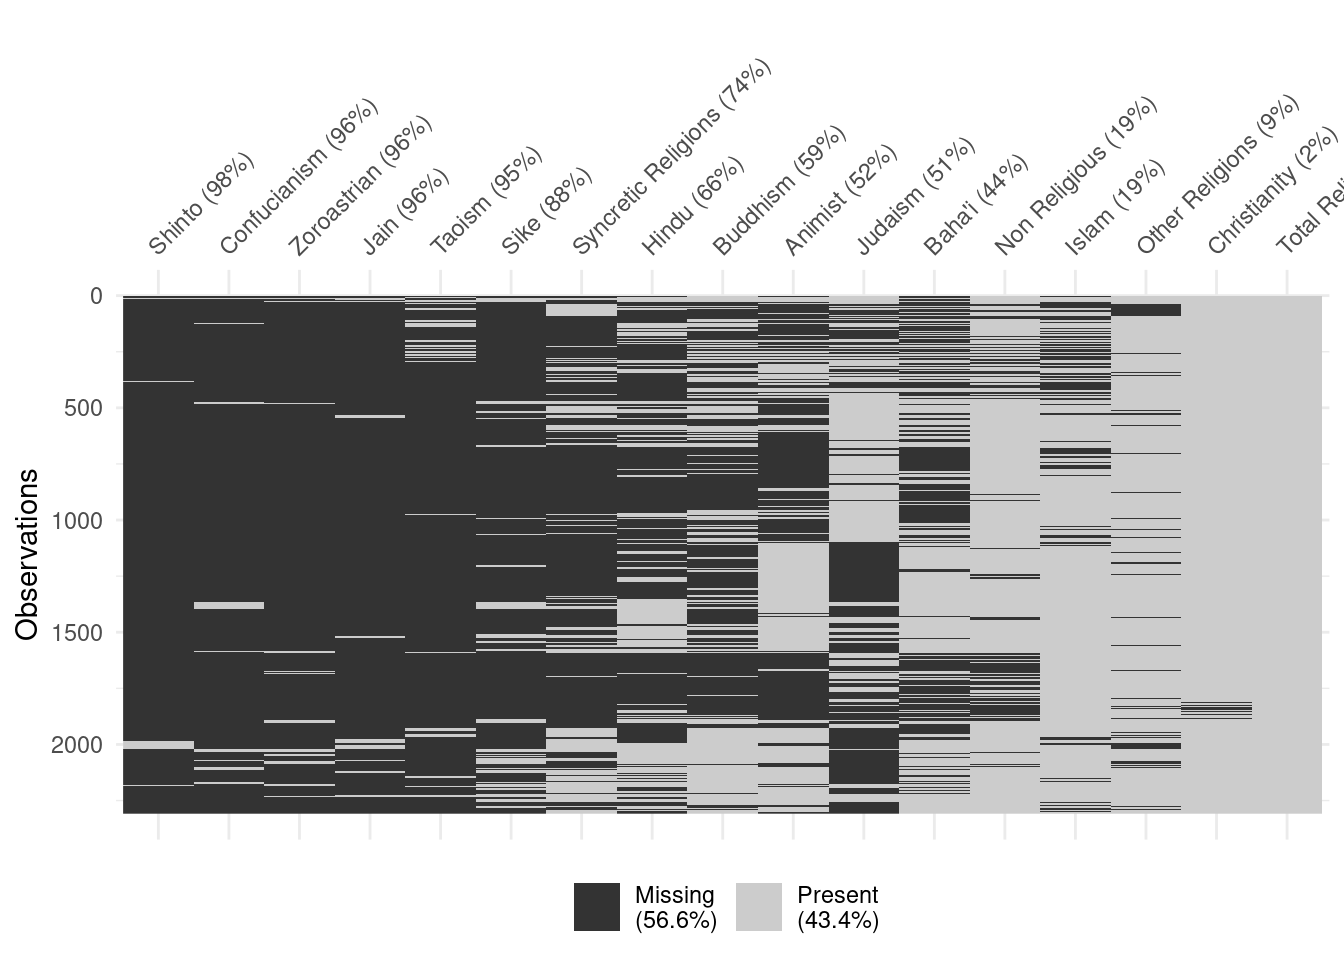 Shinto (98%)
Confucianism (96%)
Zoroastrian (96%)
Jain (96%)
Taoism (95%)
Sike (88%)
Syncretic Religions (74%)
Hindu (66%)
Buddhism (59%)
Animist (52%)
Judaism (51%)
Baha'i (44%)
Non Religious (19%)
Islam (19%)
Other Religions (9%)
Christianity (2%)
Total Reli
0
500
1000
1500
2000
Observations
Missing
(56.6%)
Present
(43.4%)